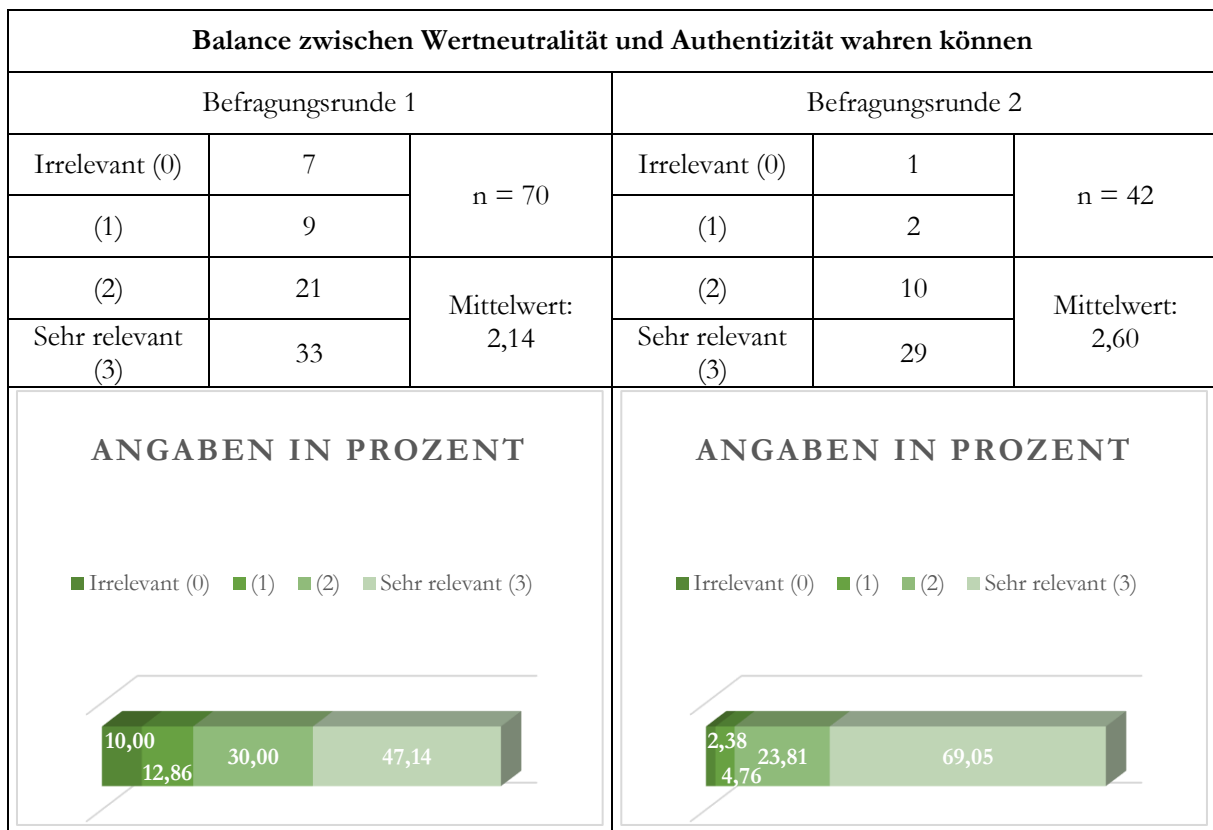 Balance zwischen Wertneutralität und Authentizität wahren können
Befragungsrunde 1
Befragungsrunde 2
Irrelevant (0)
7
n = 70
Irrelevant (0)
1
n = 42
(1)
9
(1)
2
(2)
21
Mittelwert:
2,14
(2)
10
Mittelwert:
2,60
Sehr relevant
(3)
33
Sehr relevant
(3)
29
ANGABEN IN PROZENT
Irrelevant (0) (1) (2) Sehr relevant (3)
10,00
12,86
30,00
47,14
ANGABEN IN PROZENT
Irrelevant (0) (1) (2) Sehr relevant (3)
2,38
4,76
23,81
69,05